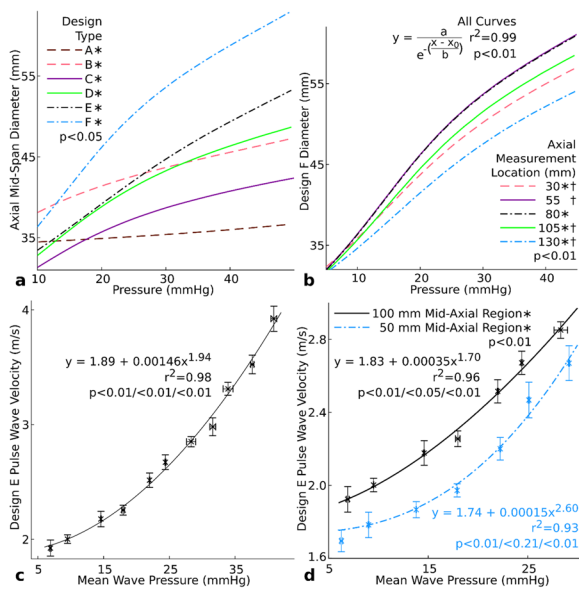 Design
Type
A*
B*
C*
D*
E*
F*
p<0.05
Axial Mid-Span Diameter (mm)
55
45
35
10
20
30
40
Pressure (mmHg)
a
All Curves
y = a / e^-((x - x0)/b)
r²=0.99
p<0.01
Design F Diameter (mm)
62
52
42
32
Axial
Measurement
Location (mm)
30*†
55 †
80*
105*†
130*†
p<0.01
10
20
30
40
Pressure (mmHg)
b
Design E Pulse Wave Velocity (m/s)
4
3
2
y = 1.89 + 0.00146x^1.94
r²=0.98
p<0.01/<0.01/<0.01
5
15
25
35
Mean Wave Pressure (mmHg)
c
100 mm Mid-Axial Region*
50 mm Mid-Axial Region*
p<0.01
y = 1.83 + 0.00035x^1.70
r²=0.96
p<0.01/<0.05/<0.01
Design E Pulse Wave Velocity (m/s)
2.8
2.4
2.0
1.6
y = 1.74 + 0.00015x^2.60
r²=0.93
p<0.01/<0.21/<0.01
5
15
25
Mean Wave Pressure (mmHg)
d